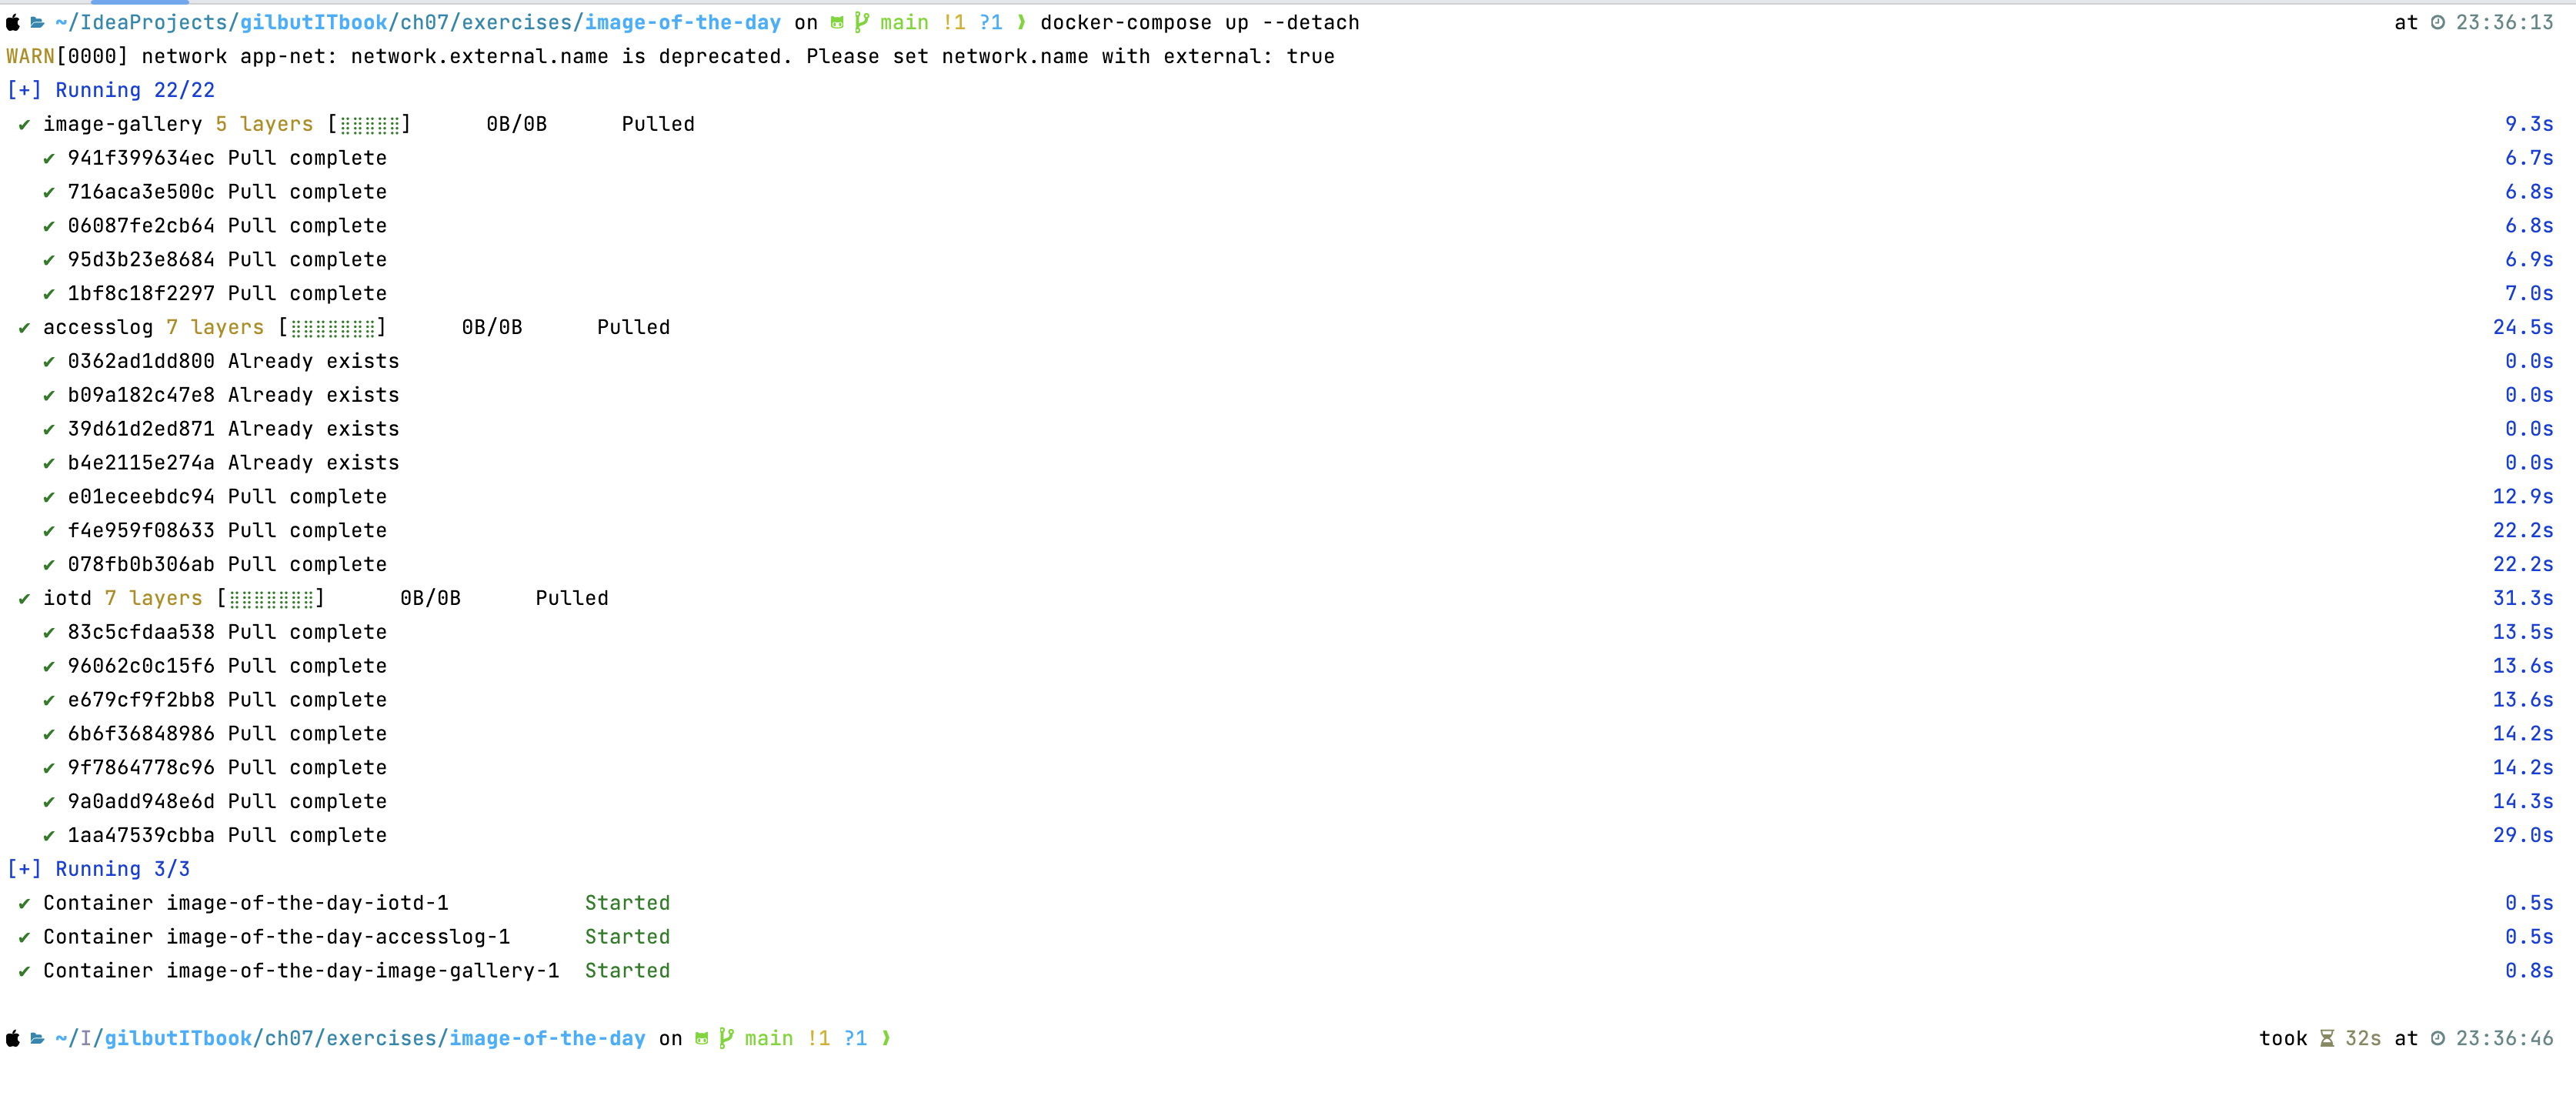 ~/IdeaProjects/gilbutITbook/ch07/exercises/image-of-the-day on main !1 ?1 ❱ docker-compose up --detach at 23:36:13
WARN[0000] network app-net: network.external.name is deprecated. Please set network.name with external: true
[+] Running 22/22
✔ image-gallery 5 layers [⣿⣿⣿⣿⣿] 0B/0B Pulled 9.3s
✔ 941f399634ec Pull complete 6.7s
✔ 716aca3e500c Pull complete 6.8s
✔ 06087fe2cb64 Pull complete 6.8s
✔ 95d3b23e8684 Pull complete 6.9s
✔ 1bf8c18f2297 Pull complete 7.0s
✔ accesslog 7 layers [⣿⣿⣿⣿⣿⣿⣿] 0B/0B Pulled 24.5s
✔ 0362ad1dd800 Already exists 0.0s
✔ b09a182c47e8 Already exists 0.0s
✔ 39d61d2ed871 Already exists 0.0s
✔ b4e2115e274a Already exists 0.0s
✔ e01eceebdc94 Pull complete 12.9s
✔ f4e959f08633 Pull complete 22.2s
✔ 078fb0b306ab Pull complete 22.2s
✔ iotd 7 layers [⣿⣿⣿⣿⣿⣿⣿] 0B/0B Pulled 31.3s
✔ 83c5cfdaa538 Pull complete 13.5s
✔ 96062c0c15f6 Pull complete 13.6s
✔ e679cf9f2bb8 Pull complete 13.6s
✔ 6b6f36848986 Pull complete 14.2s
✔ 9f7864778c96 Pull complete 14.2s
✔ 9a0add948e6d Pull complete 14.3s
✔ 1aa47539cbba Pull complete 29.0s
[+] Running 3/3
✔ Container image-of-the-day-iotd-1 Started 0.5s
✔ Container image-of-the-day-accesslog-1 Started 0.5s
✔ Container image-of-the-day-image-gallery-1 Started 0.8s
~/I/gilbutITbook/ch07/exercises/image-of-the-day on main !1 ?1 ❱ took 32s at 23:36:46